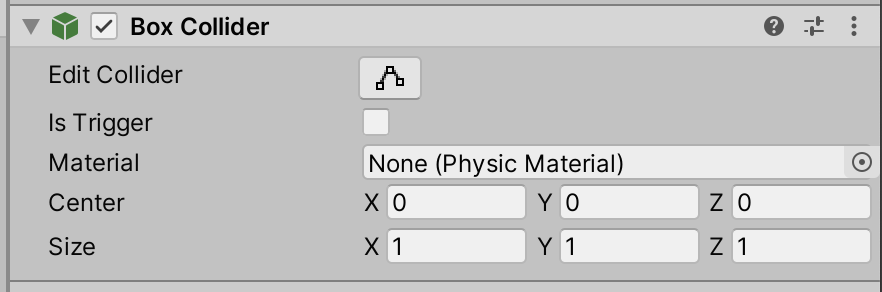 Box Collider
Edit Collider
Is Trigger
Material None (Physic Material)
Center X 0 Y 0 Z 0
Size X 1 Y 1 Z 1